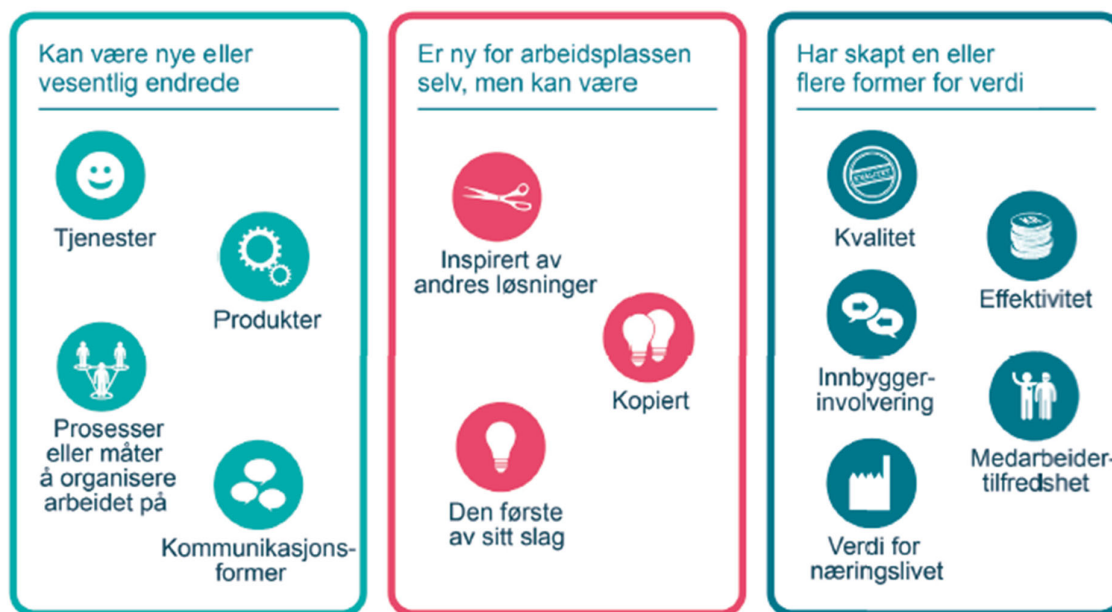 Kan være nye eller
vesentlig endrede
Tjenester
Produkter
Prosesser
eller måter
å organisere
arbeidet på
Kommunikasjons-
former
Er ny for arbeidsplassen
selv, men kan være
Inspirert av
andres løsninger
Kopiert
Den første
av sitt slag
Har skapt en eller
flere former for verdi
KVALITET
Kvalitet
KR
Effektivitet
Innbygger-
involvering
Medarbeider-
tilfredshet
Verdi for
næringslivet